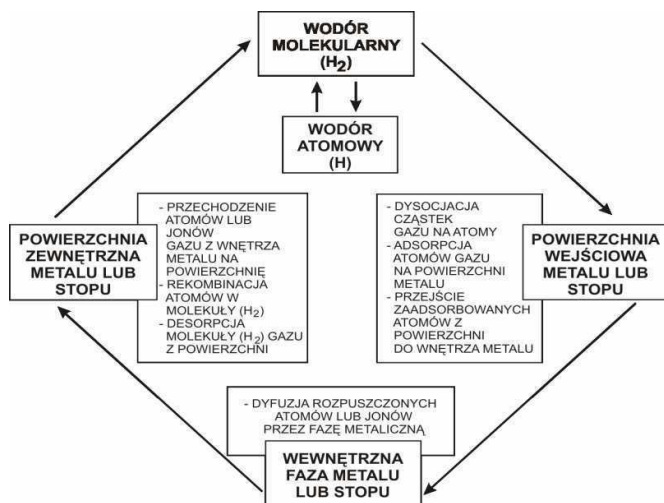 WODÓR
MOLEKULARNY
(H₂)
WODÓR
ATOMOWY
(H)
POWIERZCHNIA
ZEWNĘTRZNA
METALU LUB
STOPU
- PRZECHODZENIE
ATOMÓW LUB
JONÓW
GAZU Z WNĘTRZA
METALU NA
POWIERZCHNIĘ
- REKOMBINACJA
ATOMÓW W
MOLEKUŁY (H₂)
- DESORPCJA
MOLEKUŁY (H₂) GAZU
Z POWIERZCHNI
- DYSOCJACJA
CZĄSTEK
GAZU NA ATOMY
- ADSORPCJA
ATOMÓW GAZU
NA POWIERZCHNI
METALU
- PRZEJŚCIE
ZAADSORBOWANYCH
ATOMÓW Z
POWIERZCHNI
DO WNĘTRZA METALU
POWIERZCHNIA
WEJŚCIOWA
METALU LUB
STOPU
- DYFUZJA ROZPUSZCZONYCH
ATOMÓW LUB JONÓW
PRZEZ FAZĘ METALICZNĄ
WEWNĘTRZNA
FAZA METALU
LUB STOPU